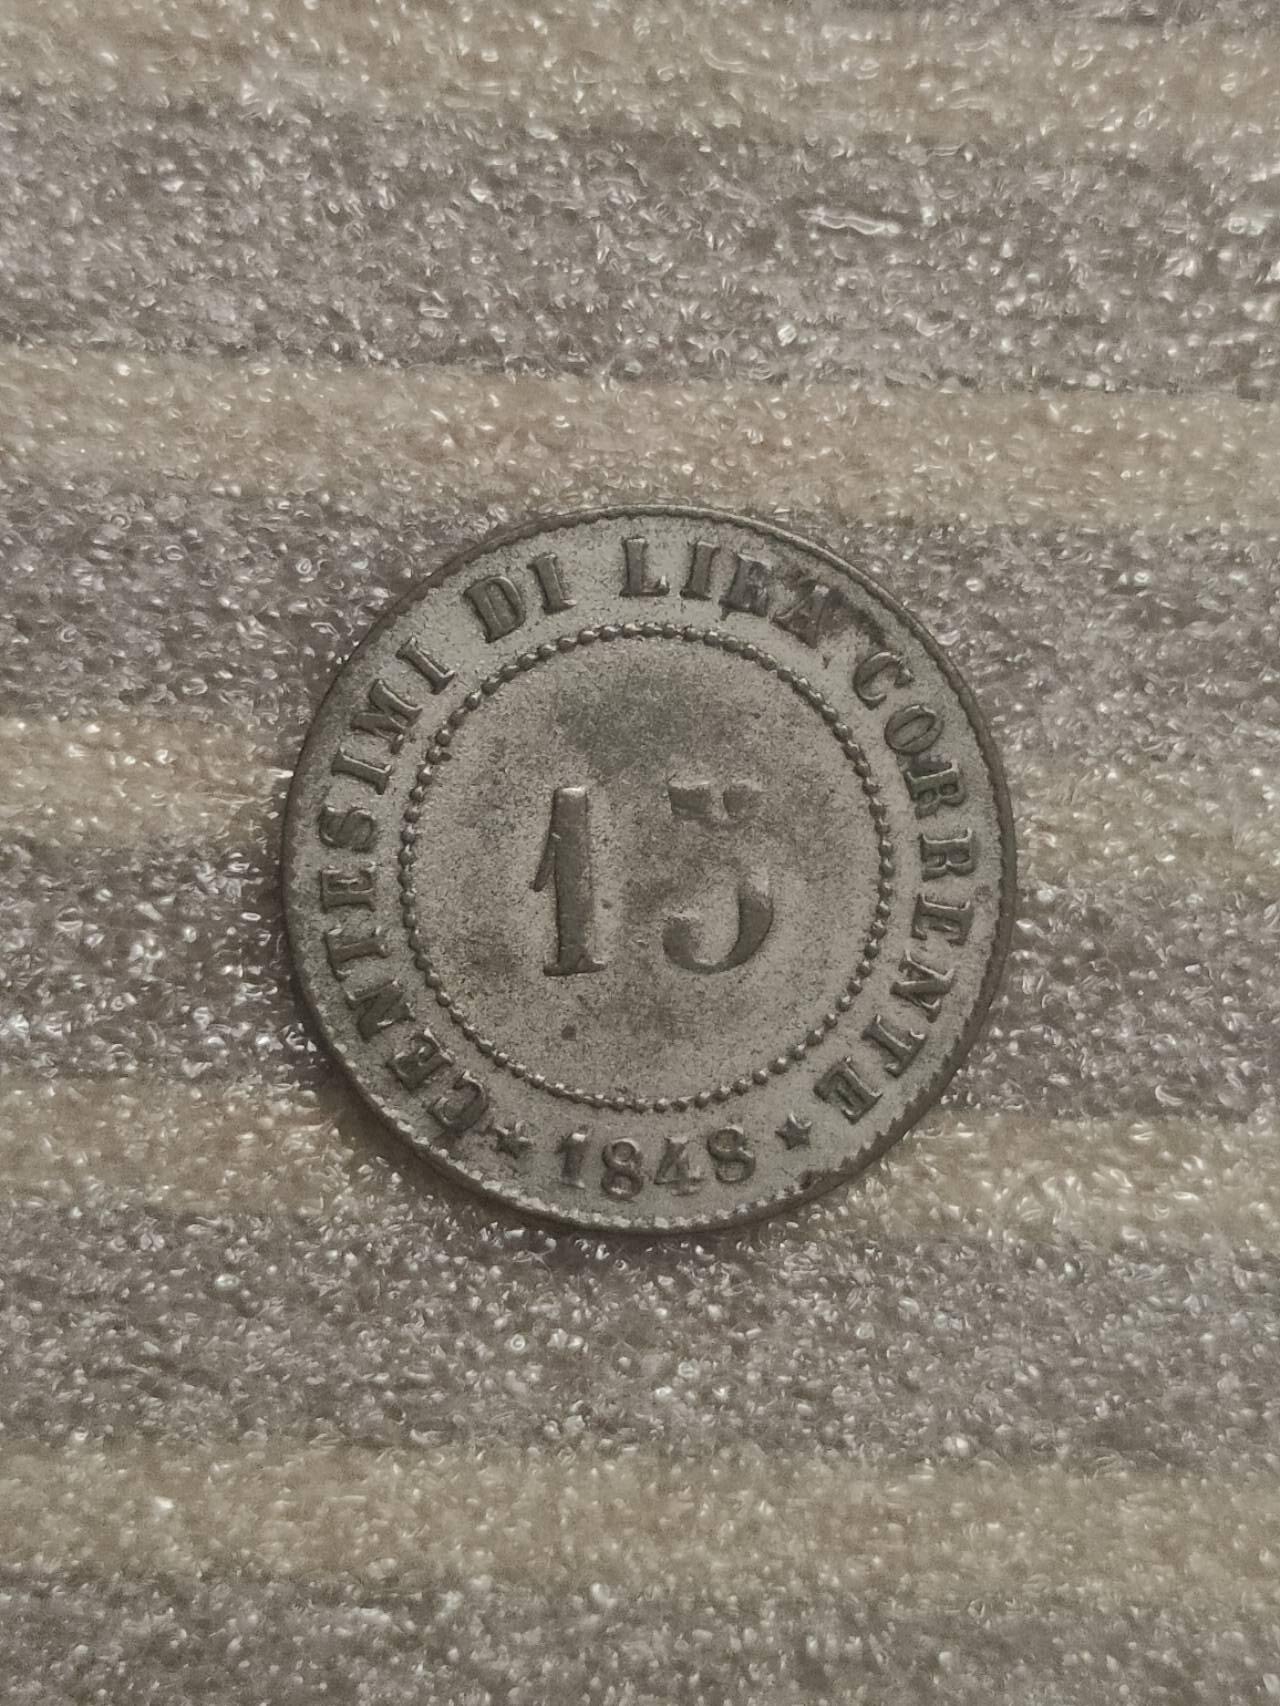 CENTESIMI DI LIRA CORRENTE
15
★ 1848 ★